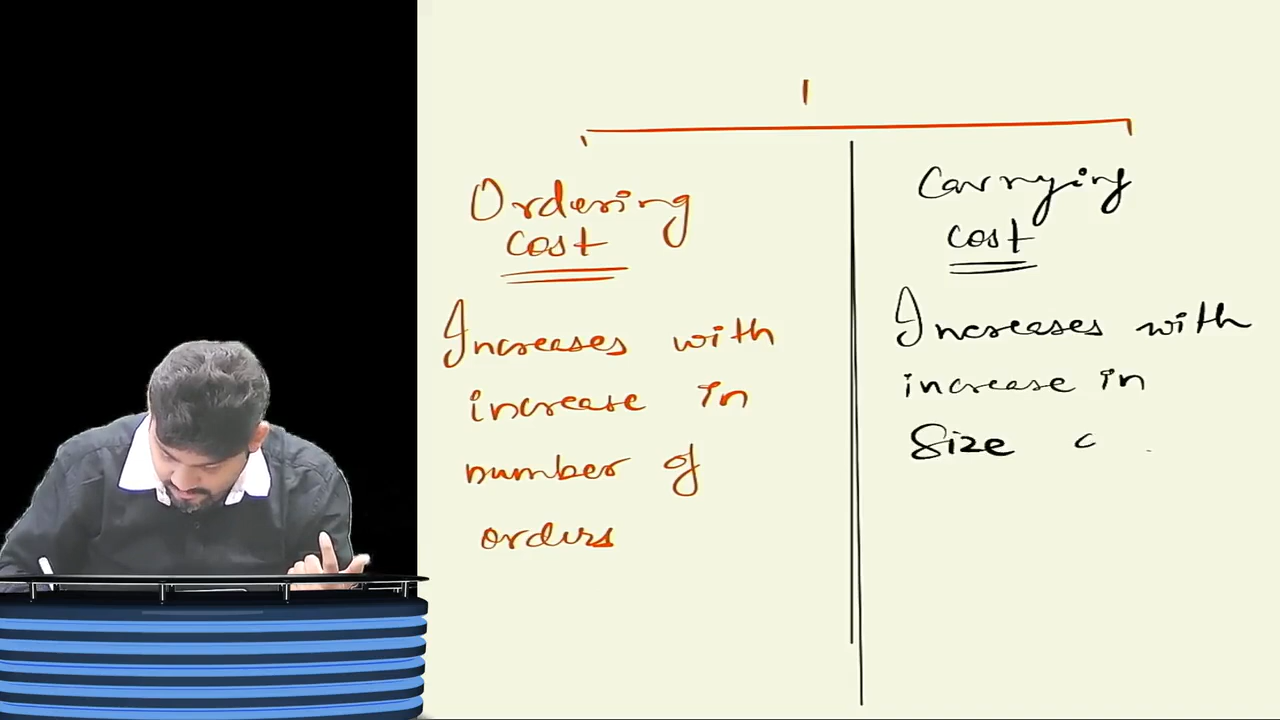 Ordering
cost
Increases with
increase in
number of
orders
Carrying
cost
Increases with
increase in
Size